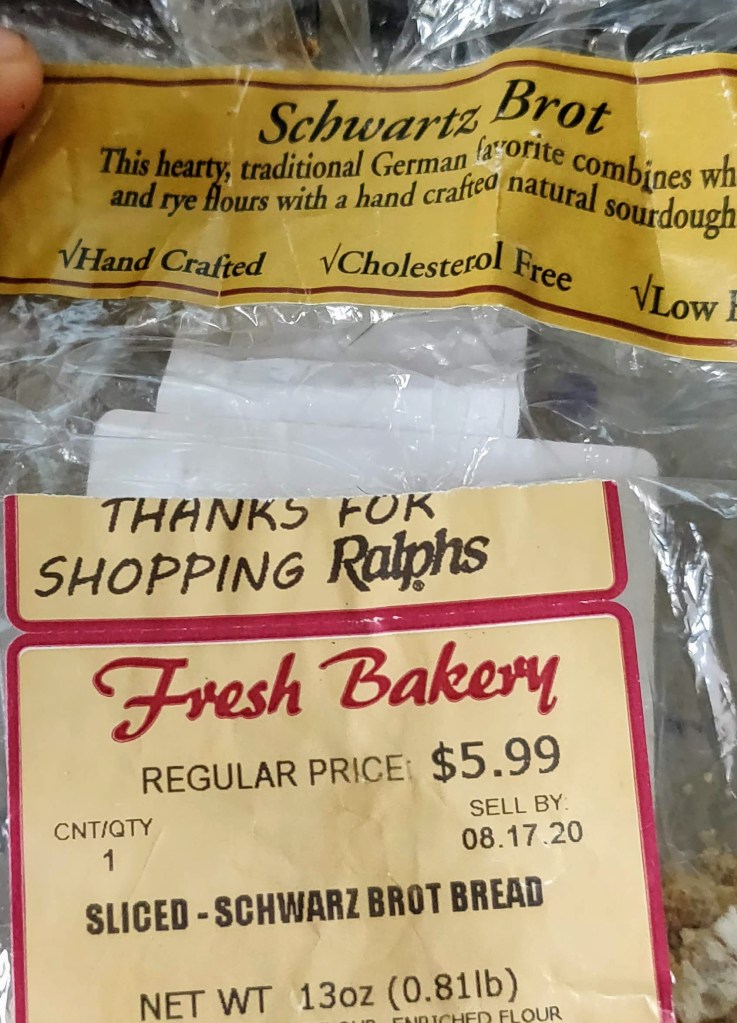 Schwartz Brot
This hearty, traditional German favorite combines wh
and rye flours with a hand crafted natural sourdough
√Hand Crafted √Cholesterol Free √Low
THANKS FOR
SHOPPING Ralphs
Fresh Bakery
REGULAR PRICE: $5.99
CNT/QTY SELL BY:
1 08.17.20
SLICED - SCHWARZ BROT BREAD
NET WT 13oz (0.81lb)
ENRICHED FLOUR